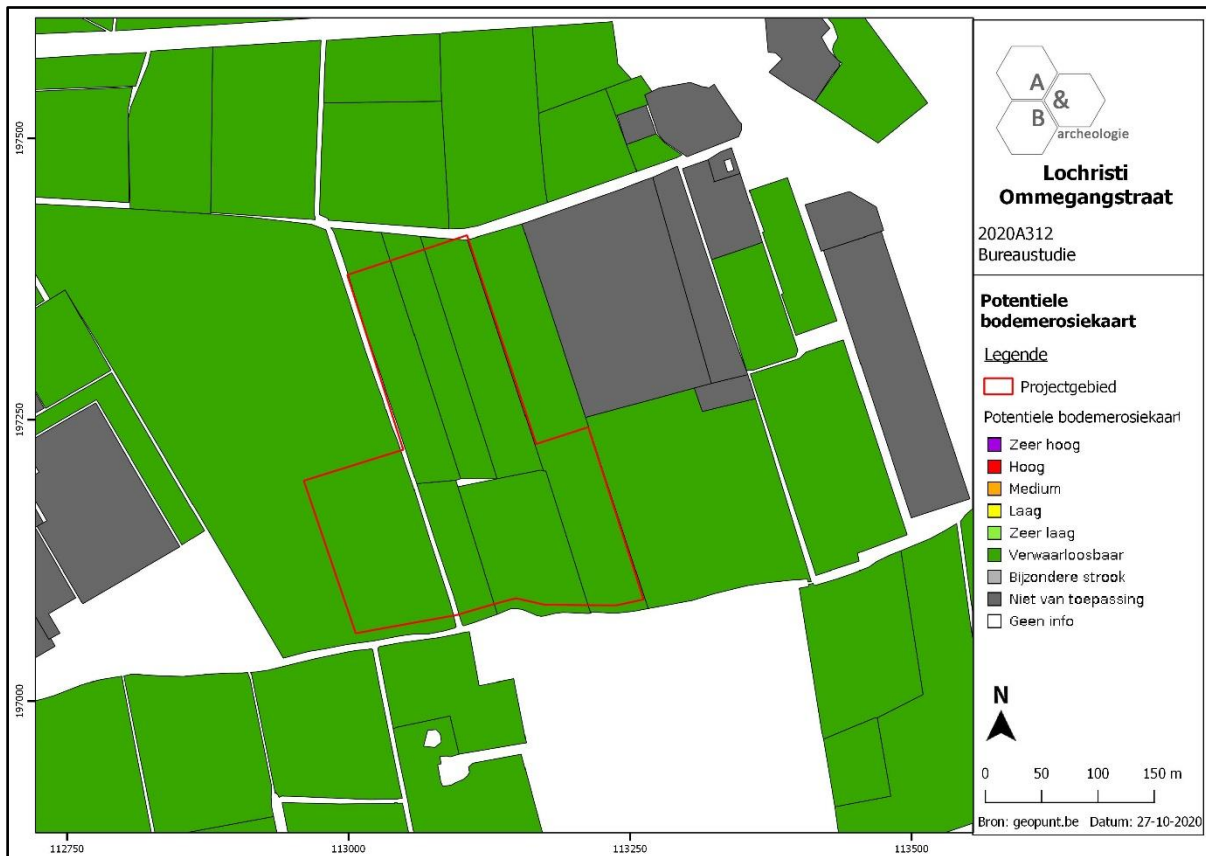 A
&
B
archeologie
Lochristi
Ommegangstraat
2020A312
Bureaustudie
Potentiele
bodemerosiekaart
Legende
Projectgebied
Potentiele bodemerosiekaart
Zeer hoog
Hoog
Medium
Laag
Zeer laag
Verwaarloosbaar
Bijzondere strook
Niet van toepassing
Geen info
N
0 50 100 150 m
Bron: geopunt.be Datum: 27-10-2020
197500
197250
197000
112750 113000 113250 113500